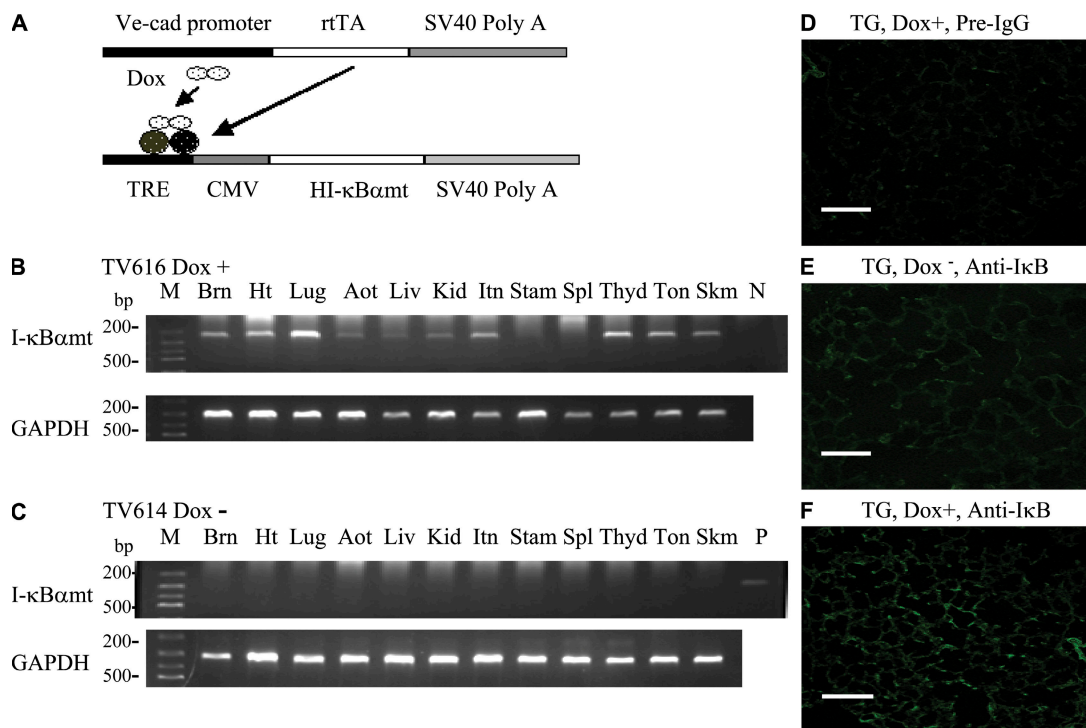 A
Ve-cad promoter rtTA SV40 Poly A
Dox
TRE CMV HI-κBαmt SV40 Poly A
B TV616 Dox +
bp M Brn Ht Lug Aot Liv Kid Itn Stam Spl Thyd Ton Skm N
200-
I-κBαmt
500-
200-
GAPDH
500-
C TV614 Dox -
bp M Brn Ht Lug Aot Liv Kid Itn Stam Spl Thyd Ton Skm P
200-
I-κBαmt
500-
200-
GAPDH
500-
D TG, Dox+, Pre-IgG
E TG, Dox -, Anti-IκB
F TG, Dox+, Anti-IκB